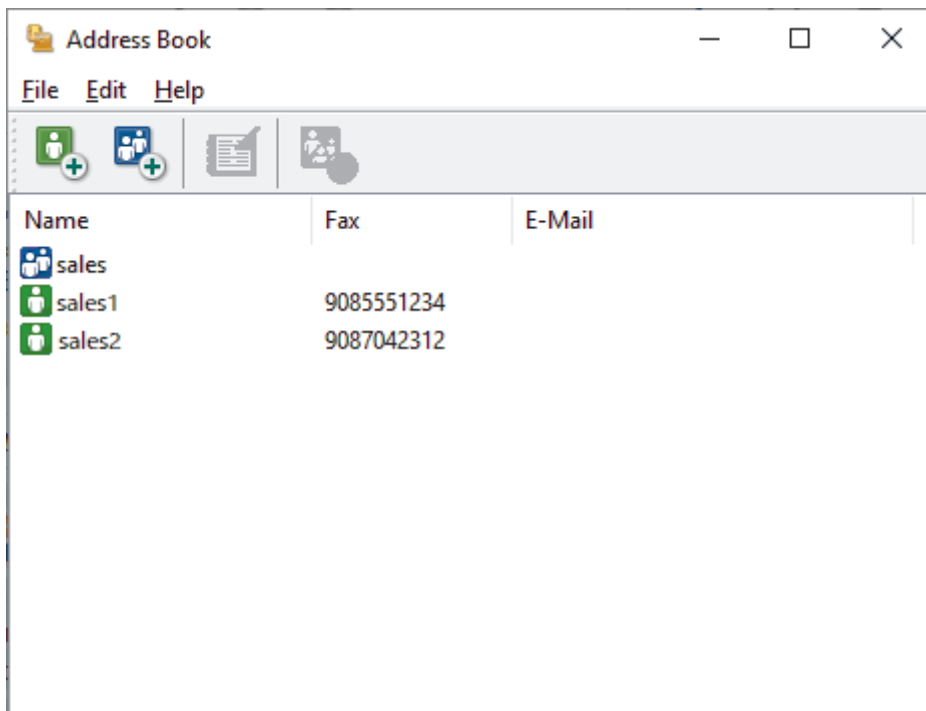 Address Book
File Edit Help
Name Fax E-Mail
sales
sales1 9085551234
sales2 9087042312